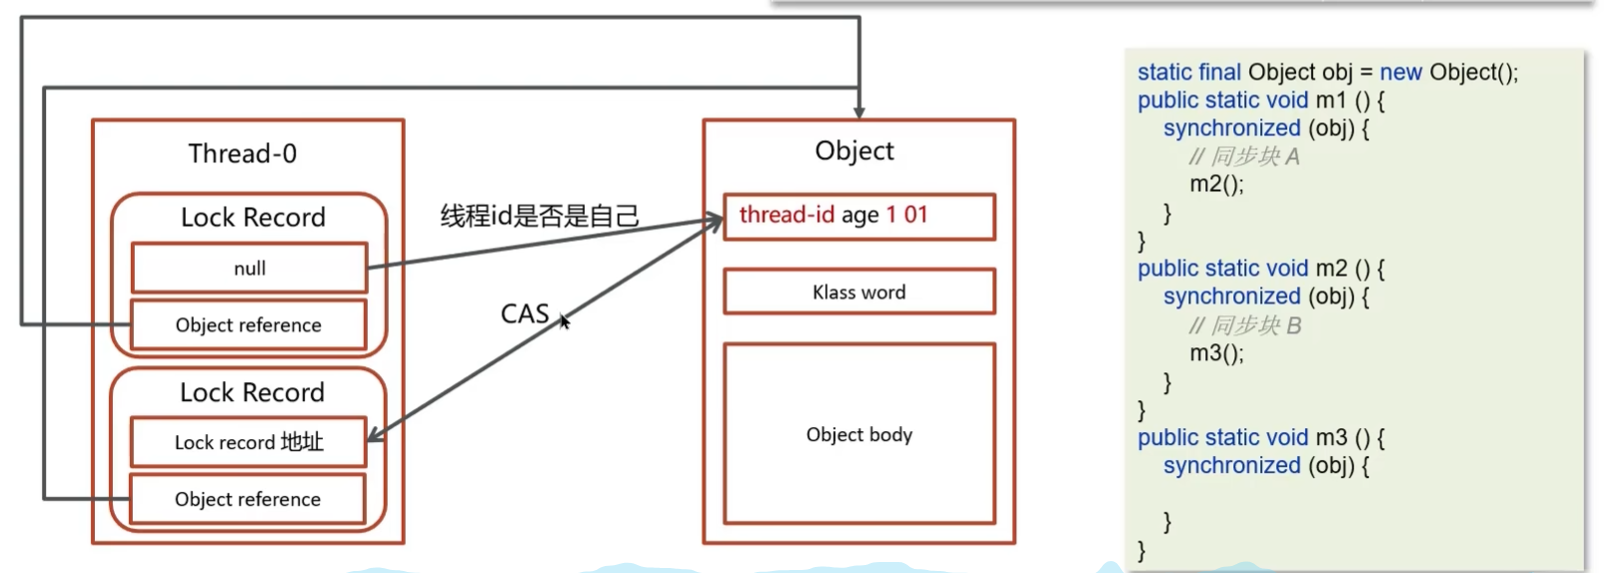 Thread-0
Lock Record
null
Object reference
Lock Record
Lock record 地址
Object reference
线程id是否是自己
CAS
Object
thread-id age 1 01
Klass word
Object body
static final Object obj = new Object();
public static void m1 () {
synchronized (obj) {
// 同步块 A
m2();
}
}
public static void m2 () {
synchronized (obj) {
// 同步块 B
m3();
}
}
public static void m3 () {
synchronized (obj) {
}
}